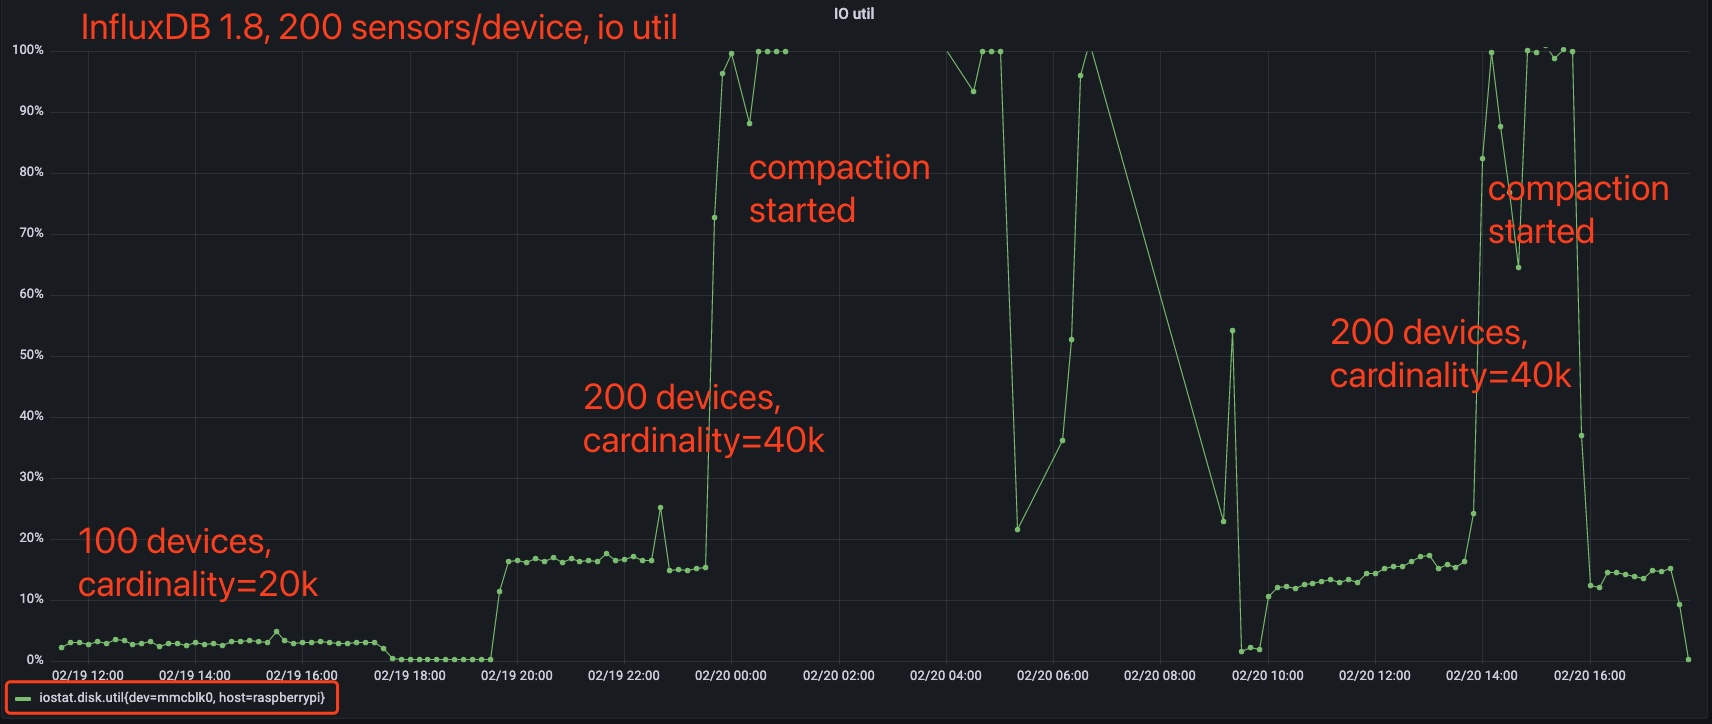 IO util
InfluxDB 1.8, 200 sensors/device, io util
100%
90%
80%
70%
60%
50%
40%
30%
20%
10%
0%
compaction
started
compaction
started
200 devices,
cardinality=40k
200 devices,
cardinality=40k
100 devices,
cardinality=20k
02/19 12:00 02/19 14:00 02/19 16:00 02/19 18:00 02/19 20:00 02/19 22:00 02/20 00:00 02/20 02:00 02/20 04:00 02/20 06:00 02/20 08:00 02/20 10:00 02/20 12:00 02/20 14:00 02/20 16:00
iostat.disk.util{dev=mmcblk0, host=raspberrypi}